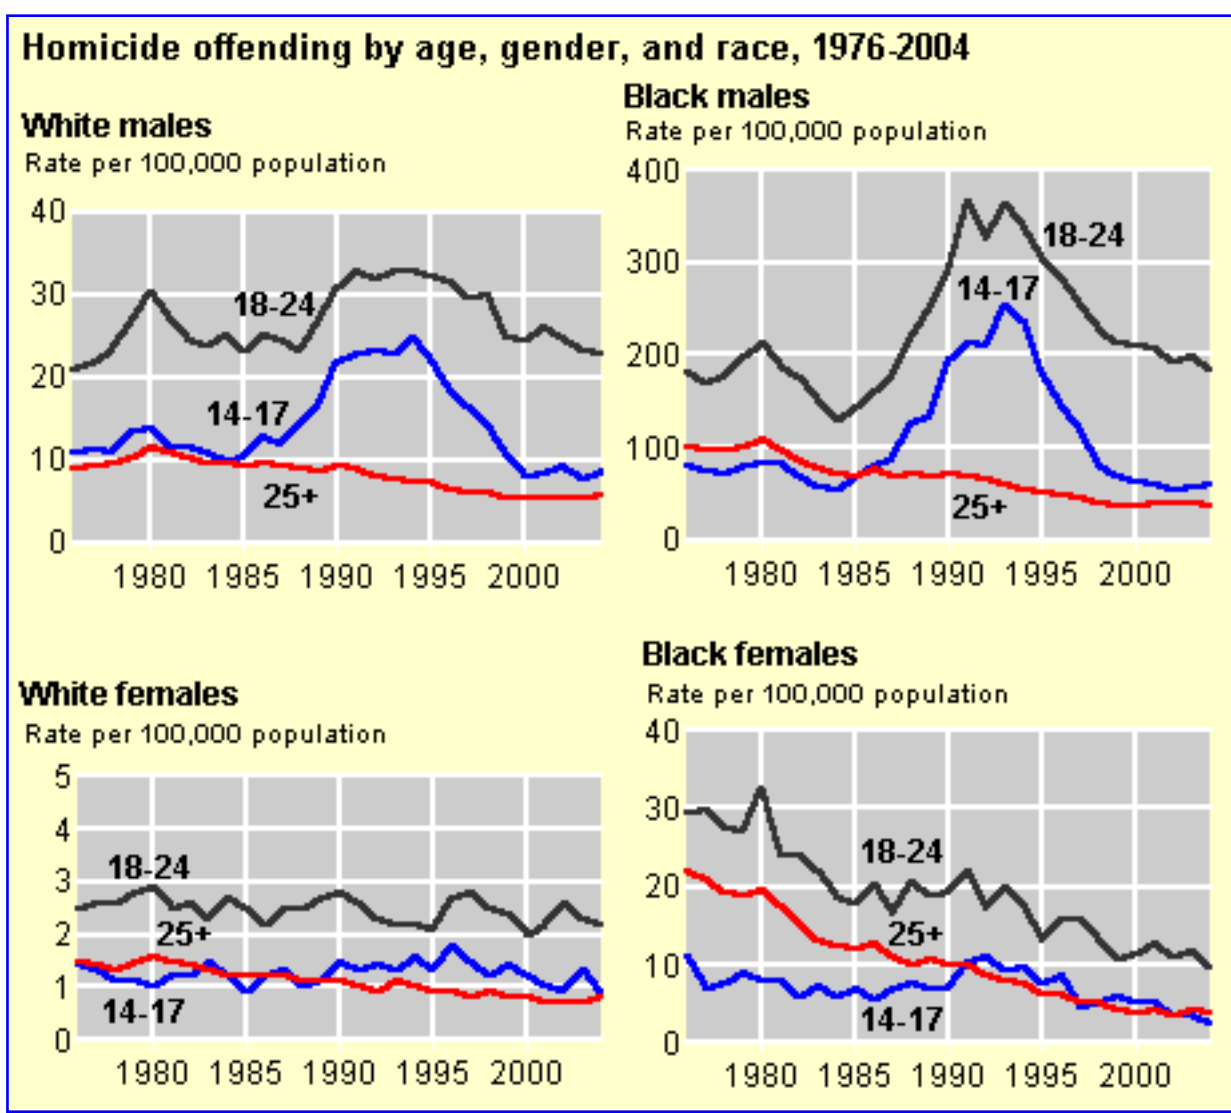 Homicide offending by age, gender, and race, 1976-2004
White males
Rate per 100,000 population
40
30
20
10
0
18-24
14-17
25+
1980 1985 1990 1995 2000
Black males
Rate per 100,000 population
400
300
200
100
0
18-24
14-17
25+
1980 1985 1990 1995 2000
White females
Rate per 100,000 population
5
4
3
2
1
0
18-24
25+
14-17
1980 1985 1990 1995 2000
Black females
Rate per 100,000 population
40
30
20
10
0
18-24
25+
14-17
1980 1985 1990 1995 2000